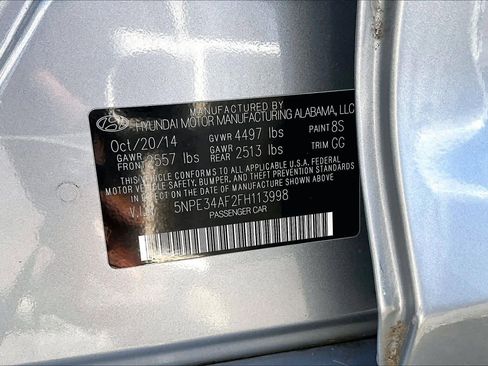 MANUFACTURED BY
HYUNDAI MOTOR MANUFACTURING ALABAMA, LLC
Oct/20/14 GVWR 4497 lbs PAINT 8S
GAWR FRONT 2557 lbs GAWR REAR 2513 lbs TRIM GG
THIS VEHICLE CONFORMS TO ALL APPLICABLE U.S.A. FEDERAL
MOTOR VEHICLE SAFETY, BUMPER, AND THEFT PREVENTION STANDARDS
IN EFFECT ON THE DATE OF MANUFACTURE SHOWN ABOVE.
V.I.N: 5NPE34AF2FH113998
PASSENGER CAR